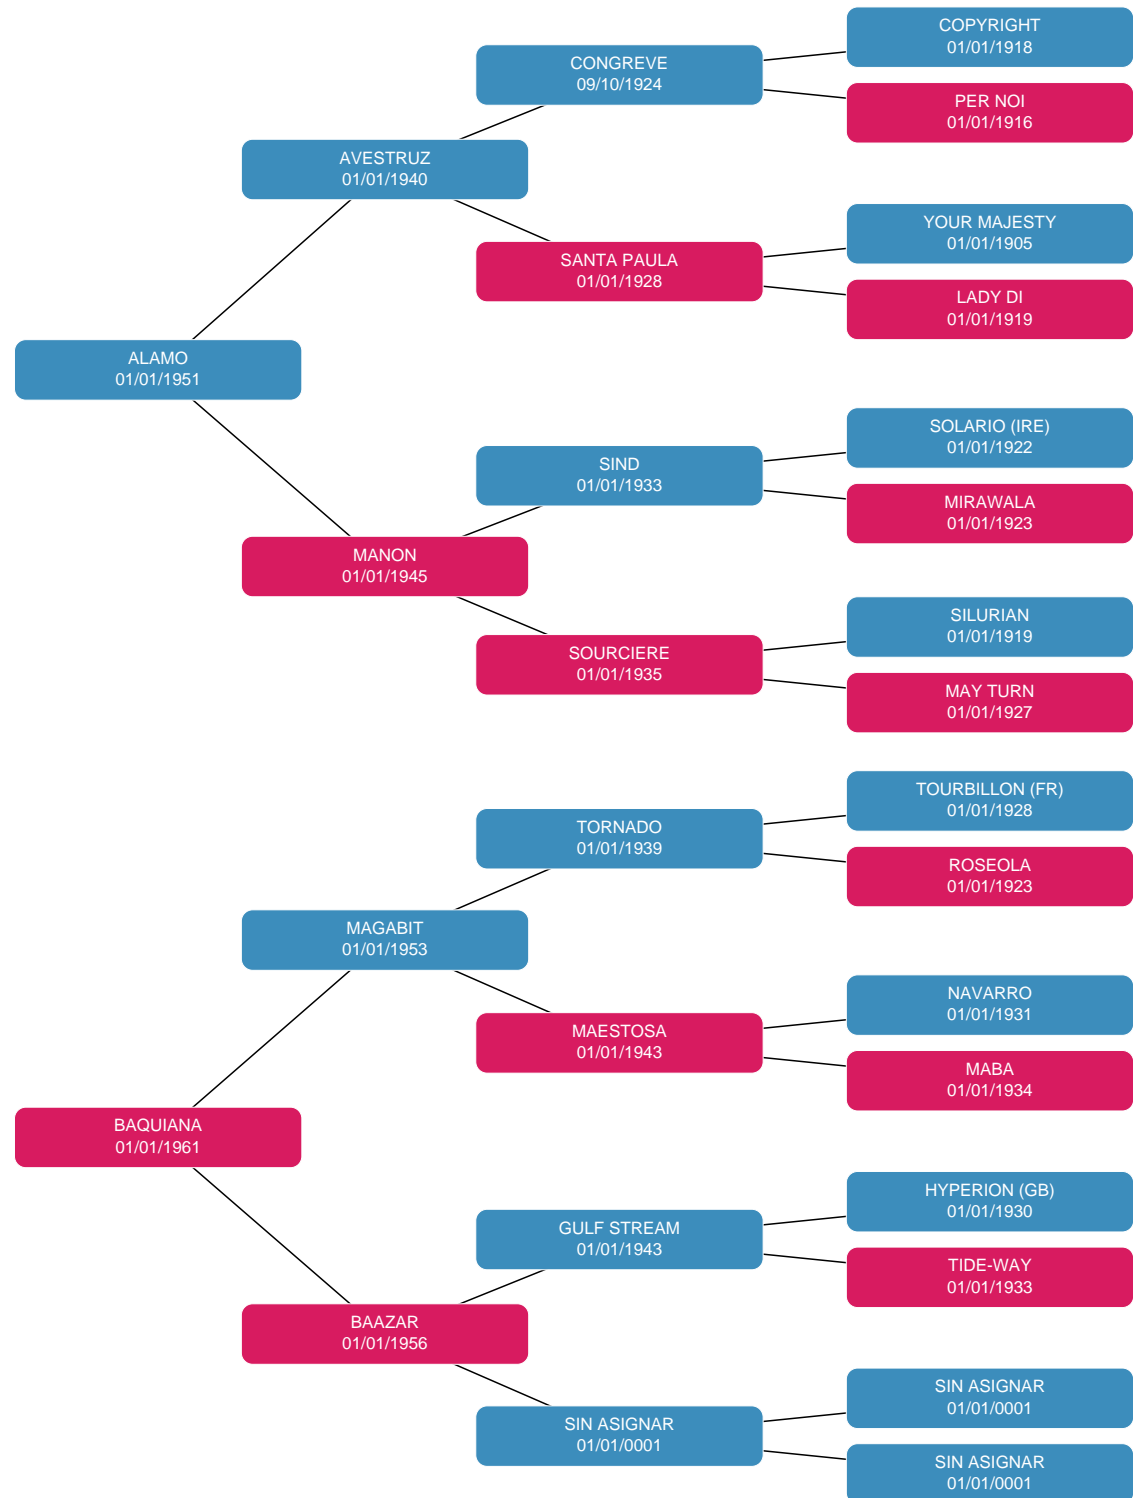 COPYRIGHT
01/01/1918
CONGREVE
09/10/1924
PER NOI
01/01/1916
AVESTRUZ
01/01/1940
YOUR MAJESTY
01/01/1905
SANTA PAULA
01/01/1928
LADY DI
01/01/1919
ALAMO
01/01/1951
SOLARIO (IRE)
01/01/1922
SIND
01/01/1933
MIRAWALA
01/01/1923
MANON
01/01/1945
SILURIAN
01/01/1919
SOURCIERE
01/01/1935
MAY TURN
01/01/1927
TOURBILLON (FR)
01/01/1928
TORNADO
01/01/1939
ROSEOLA
01/01/1923
MAGABIT
01/01/1953
NAVARRO
01/01/1931
MAESTOSA
01/01/1943
MABA
01/01/1934
BAQUIANA
01/01/1961
HYPERION (GB)
01/01/1930
GULF STREAM
01/01/1943
TIDE-WAY
01/01/1933
BAAZAR
01/01/1956
SIN ASIGNAR
01/01/0001
SIN ASIGNAR
01/01/0001
SIN ASIGNAR
01/01/0001